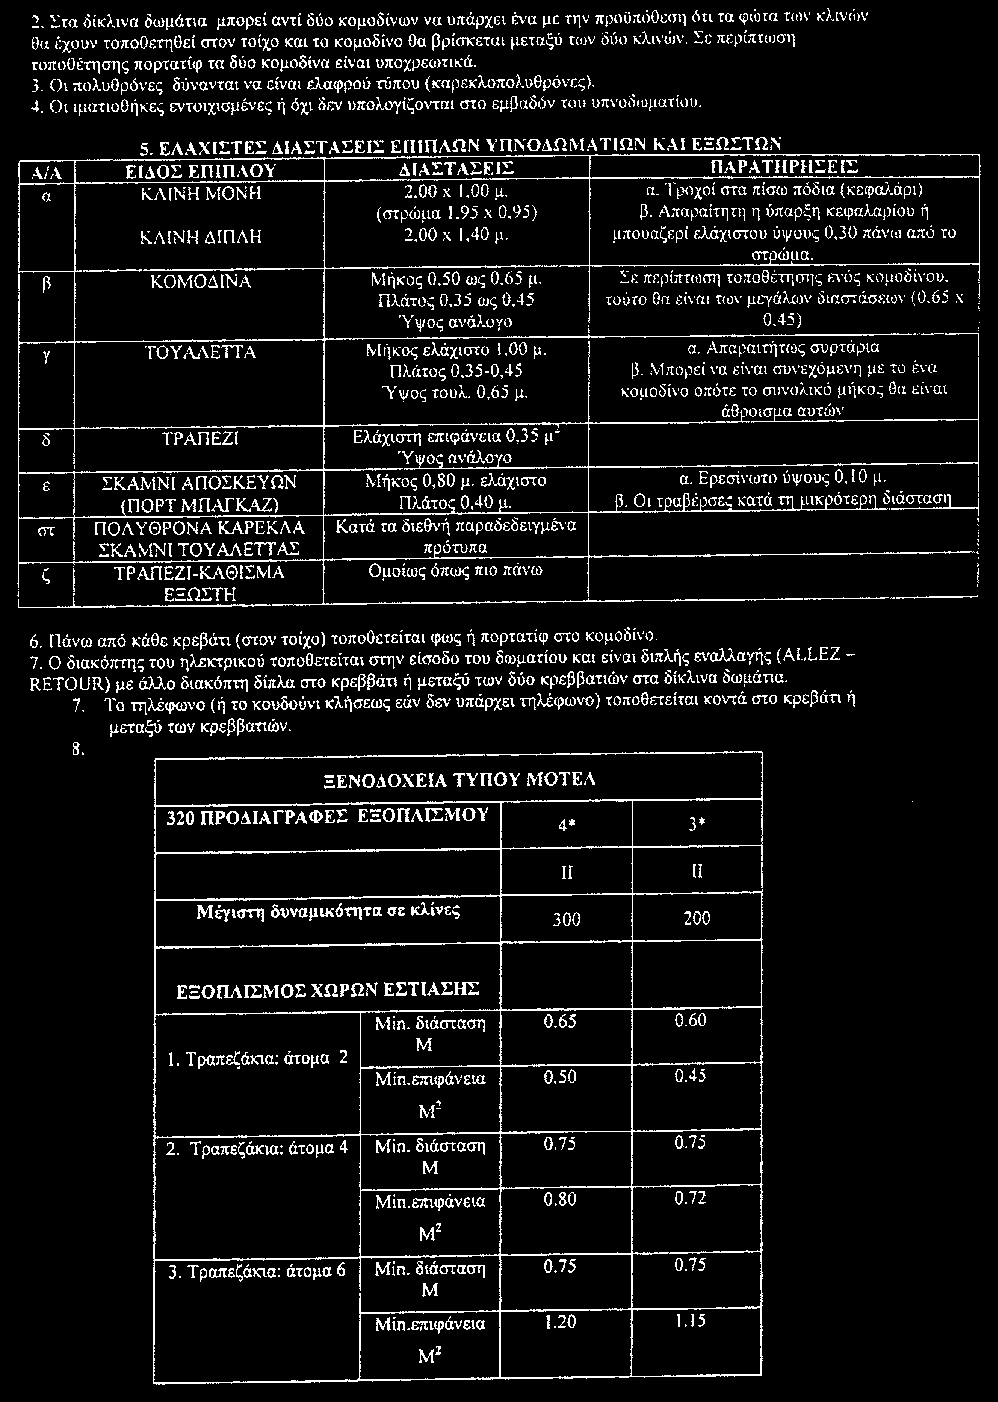 2. Στα δίκλινα δωμάτια μπορεί αντί δύο κομοδίνων να υπάρχει ένα με την προϋπόθεση ότι τα φώτα των κλινών
θα έχουν τοποθετηθεί στον τοίχο και το κομοδίνο θα βρίσκεται μεταξύ των δύο κλινών. Σε περίπτωση
τοποθέτησης πορτατίφ τα δύο κομοδίνα είναι υποχρεωτικά.
3. Οι πολυθρόνες δύνανται να είναι ελαφρού τύπου (καρεκλοπολυθρόνες).
4. Οι ιματιοθήκες εντοιχισμένες ή όχι δεν υπολογίζονται στο εμβαδόν του υπνοδωματίου.
5. ΕΛΑΧΙΣΤΕΣ ΔΙΑΣΤΑΣΕΙΣ ΕΠΙΠΛΩΝ ΥΠΝΟΔΩΜΑΤΙΩΝ ΚΑΙ ΕΞΩΣΤΩΝ
Α/Α ΕΙΔΟΣ ΕΠΙΠΛΟΥ ΔΙΑΣΤΑΣΕΙΣ ΠΑΡΑΤΗΡΗΣΕΙΣ
α ΚΛΙΝΗ ΜΟΝΗ 2.00 x 1.00 μ. α. Τροχοί στα πίσω πόδια (κεφαλάρι)
(στρώμα 1.95 x 0.95) β. Απαραίτητη η ύπαρξη κεφαλαρίου ή
ΚΛΙΝΗ ΔΙΠΛΗ 2,00 x 1,40 μ. μπουαζερί ελάχιστου ύψους 0,30 πάνω από το
στρώμα.
β ΚΟΜΟΔΙΝΑ Μήκος 0.50 ως 0.65 μ. Σε περίπτωση τοποθέτησης ενός κομοδίνου,
Πλάτος 0,35 ως 0,45 τούτο θα είναι των μεγάλων διαστάσεων (0.65 x
Ύψος ανάλογο 0,45)
γ ΤΟΥΑΛΕΤΤΑ Μήκος ελάχιστο 1,00 μ. α. Απαραιτήτως συρτάρια
Πλάτος 0,35-0,45 β. Μπορεί να είναι συνεχόμενη με το ένα
Ύψος τουλ. 0,65 μ. κομοδίνο οπότε το συνολικό μήκος θα είναι
άθροισμα αυτών
δ ΤΡΑΠΕΖΙ Ελάχιστη επιφάνεια 0.35 μ²
Ύψος ανάλογο
ε ΣΚΑΜΝΙ ΑΠΟΣΚΕΥΩΝ Μήκος 0,80 μ. ελάχιστο α. Ερεσίνωτο ύψους 0,10 μ.
(ΠΟΡΤ ΜΠΑΓΚΑΖ) Πλάτος 0,40 μ. β. Οι τραβέρσες κατά τη μικρότερη διάσταση
στ ΠΟΛΥΘΡΟΝΑ ΚΑΡΕΚΛΑ Κατά τα διεθνή παραδεδειγμένα
ΣΚΑΜΝΙ ΤΟΥΑΛΕΤΤΑΣ πρότυπα
ζ ΤΡΑΠΕΖΙ-ΚΑΘΙΣΜΑ Ομοίως όπως πιο πάνω
ΕΞΩΣΤΗ
6. Πάνω από κάθε κρεβάτι (στον τοίχο) τοποθετείται φως ή πορτατίφ στο κομοδίνο.
7. Ο διακόπτης του ηλεκτρικού τοποθετείται στην είσοδο του δωματίου και είναι διπλής εναλλαγής (ALLEZ –
RETOUR) με άλλο διακόπτη δίπλα στο κρεββάτι ή μεταξύ των δύο κρεββατιών στα δίκλινα δωμάτια.
7. Το τηλέφωνο (ή το κουδούνι κλήσεως εάν δεν υπάρχει τηλέφωνο) τοποθετείται κοντά στο κρεβάτι ή
μεταξύ των κρεββατιών.
8.
ΞΕΝΟΔΟΧΕΙΑ ΤΥΠΟΥ ΜΟΤΕΛ
320 ΠΡΟΔΙΑΓΡΑΦΕΣ ΕΞΟΠΛΙΣΜΟΥ 4* 3*
II II
Μέγιστη δυναμικότητα σε κλίνες 300 200
ΕΞΟΠΛΙΣΜΟΣ ΧΩΡΩΝ ΕΣΤΙΑΣΗΣ
1. Τραπεζάκια: άτομα 2 Min. διάσταση Μ 0.65 0.60
Min.επιφάνεια Μ² 0.50 0.45
2. Τραπεζάκια: άτομα 4 Min. διάσταση Μ 0.75 0.75
Min.επιφάνεια Μ² 0.80 0.72
3. Τραπεζάκια: άτομα 6 Min. διάσταση Μ 0.75 0.75
Min.επιφάνεια Μ² 1.20 1.15